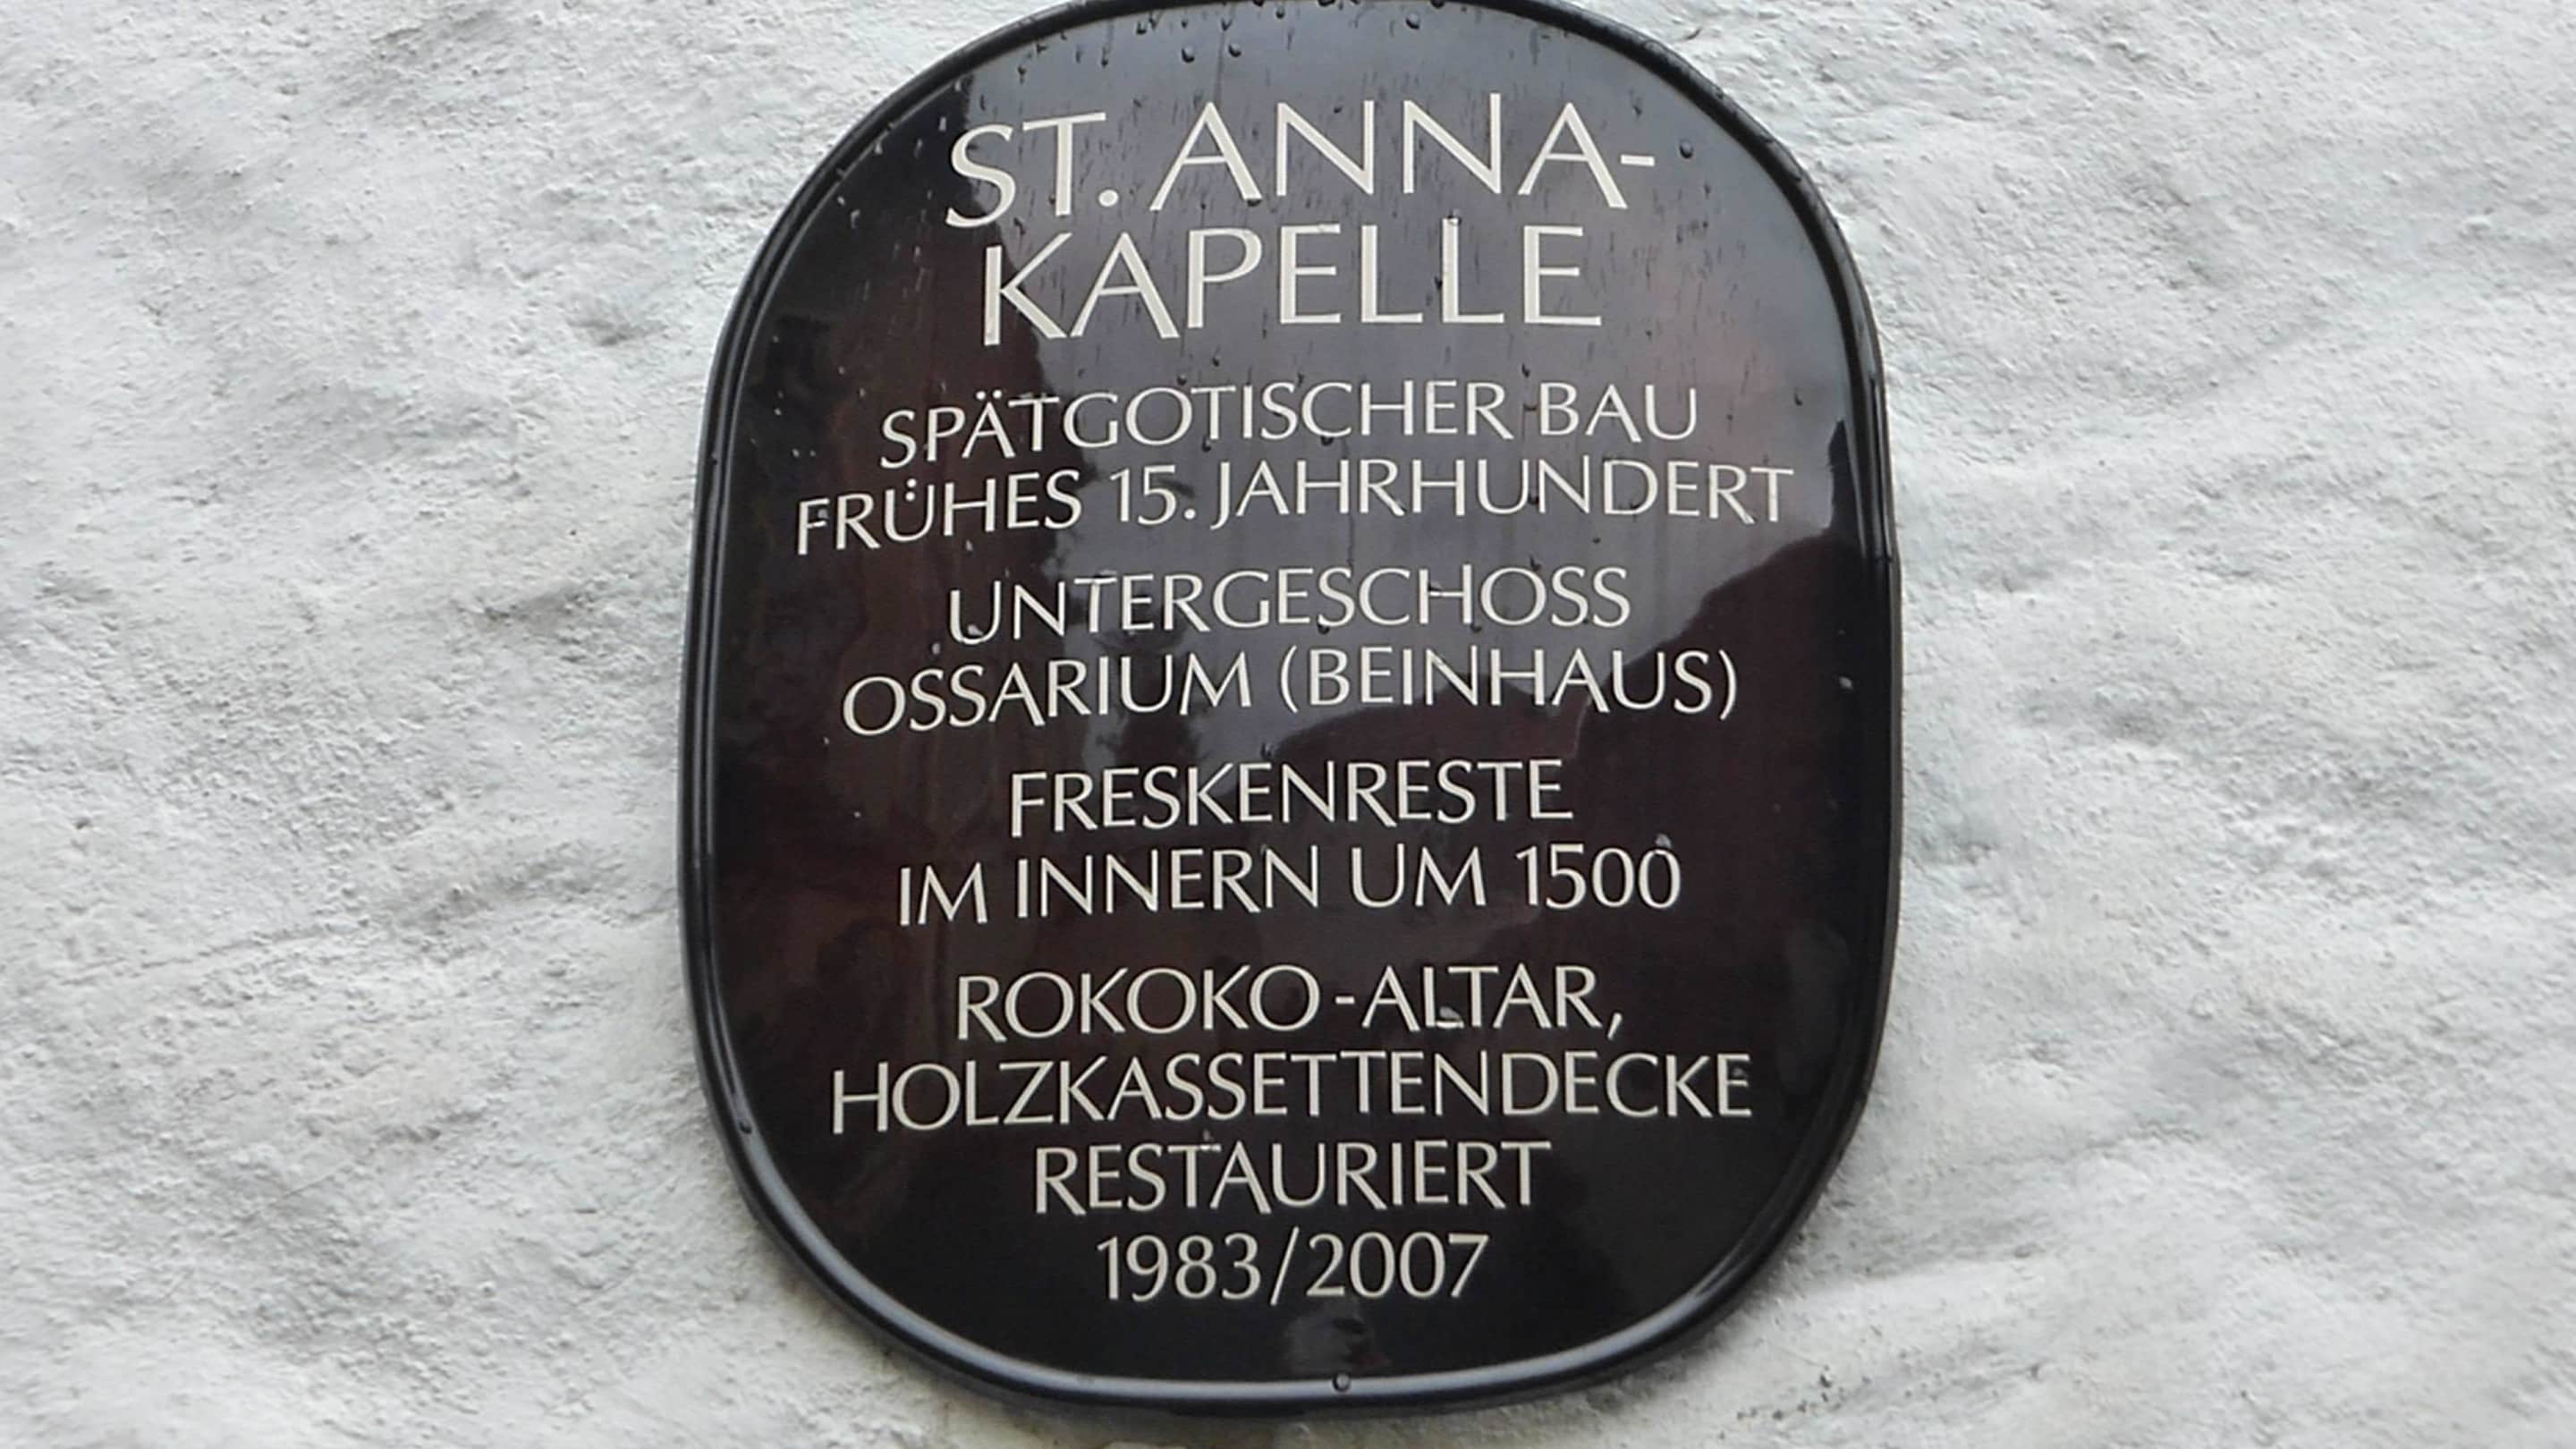 ST. ANNA-
KAPELLE
SPÄTGOTISCHER BAU
FRÜHES 15. JAHRHUNDERT
UNTERGESCHOSS
OSSARIUM (BEINHAUS)
FRESKENRESTE
IM INNERN UM 1500
ROKOKO-ALTAR,
HOLZKASSETTENDECKE
RESTAURIERT
1983/2007